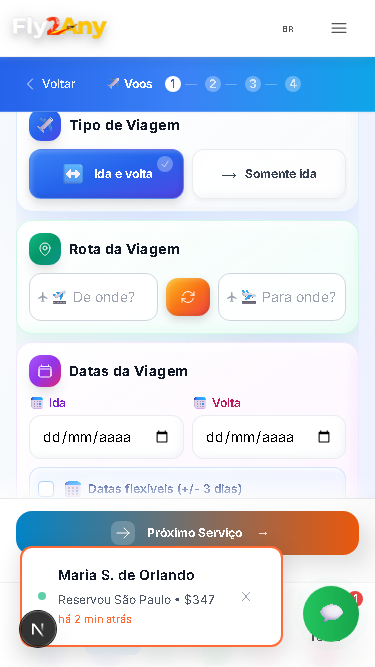 Fly2Any
BR
Voltar
Voos
1
2
3
4
Tipo de Viagem
Ida e volta
Somente ida
Rota da Viagem
De onde?
Para onde?
Datas da Viagem
Ida
Volta
dd/mm/aaaa
dd/mm/aaaa
Datas flexíveis (+/- 3 dias)
Próximo Serviço →
Maria S. de Orlando
Reservou São Paulo • $347
há 2 min atrás
N
1